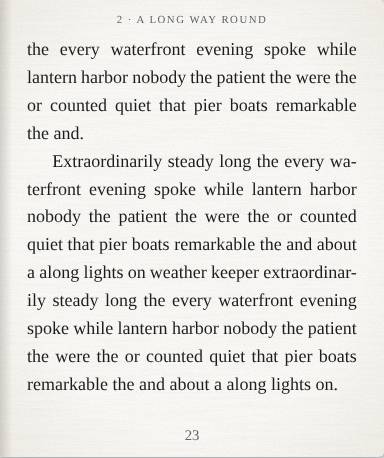 2 · A LONG WAY ROUND
the every waterfront evening spoke while
lantern harbor nobody the patient the were the
or counted quiet that pier boats remarkable
the and.
Extraordinarily steady long the every wa-
terfront evening spoke while lantern harbor
nobody the patient the were the or counted
quiet that pier boats remarkable the and about
a along lights on weather keeper extraordinar-
ily steady long the every waterfront evening
spoke while lantern harbor nobody the patient
the were the or counted quiet that pier boats
remarkable the and about a along lights on.
23